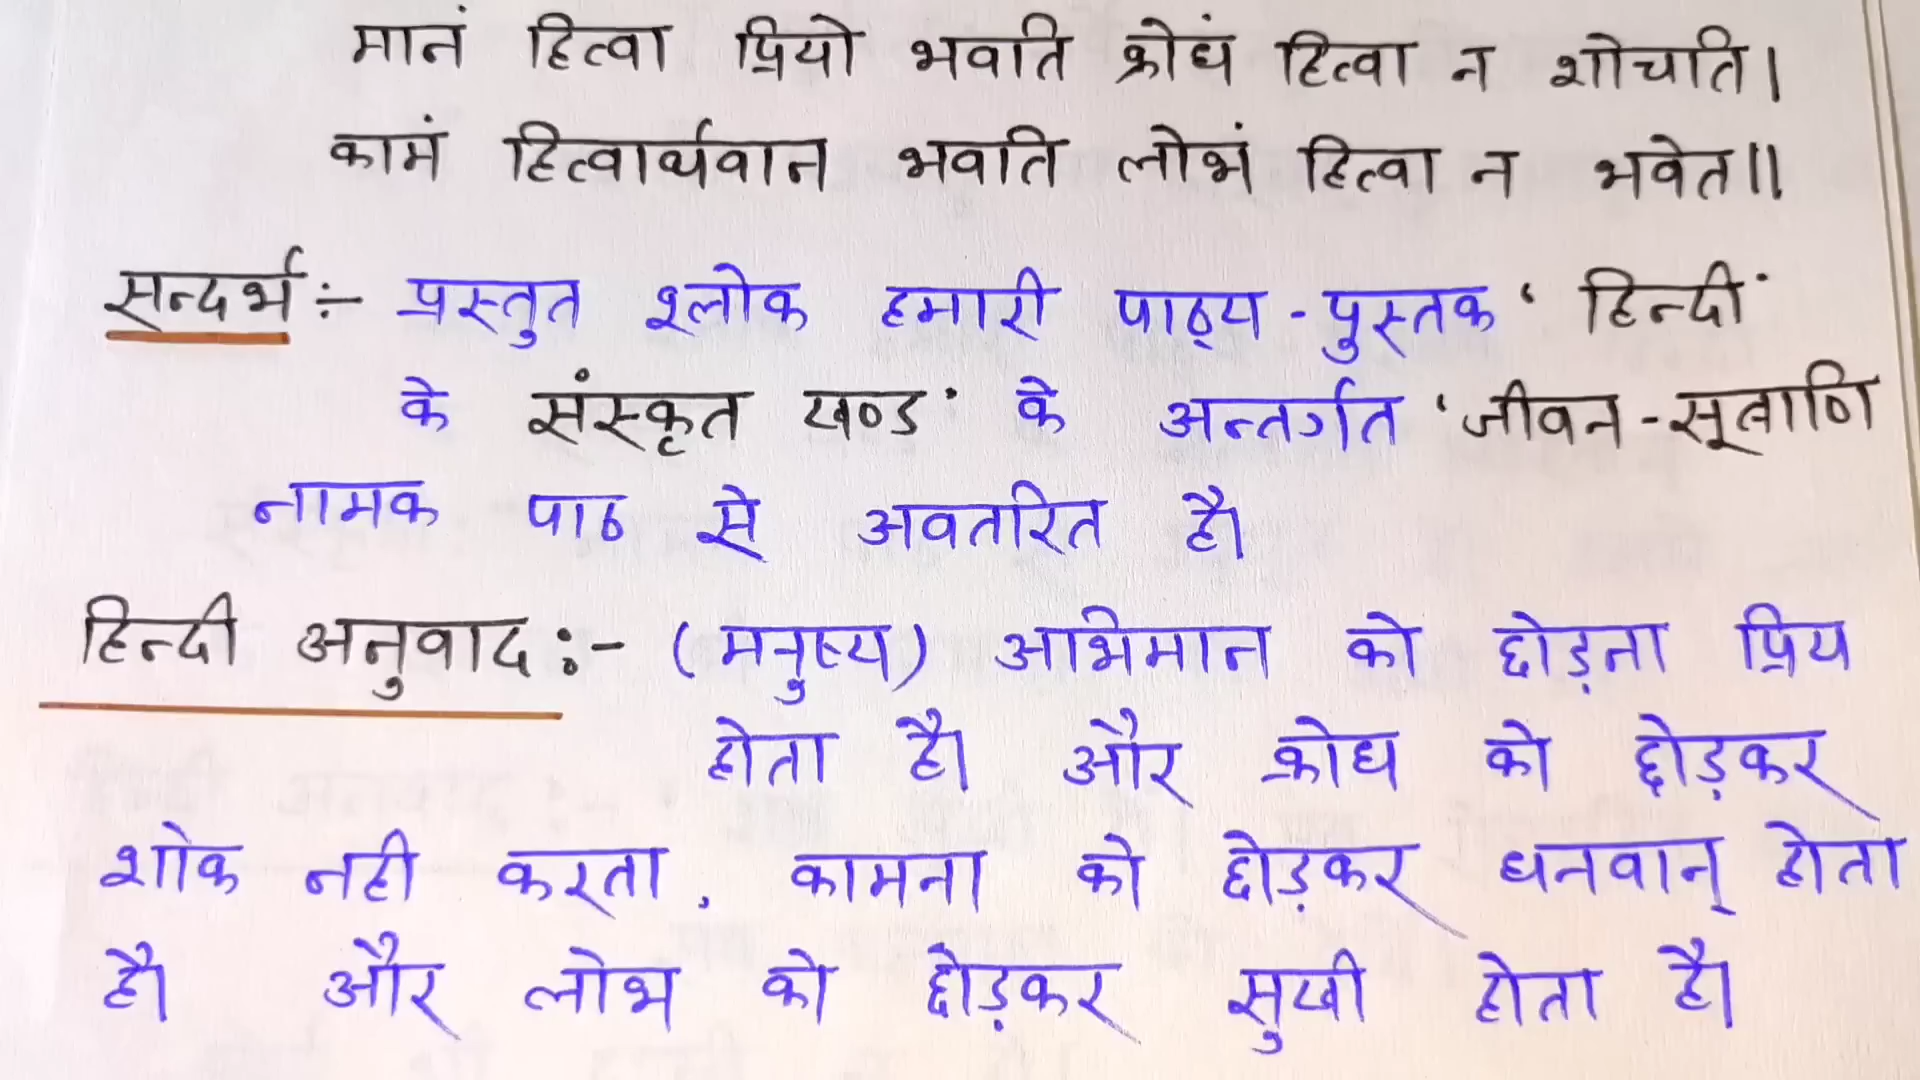 मानं हित्वा प्रियो भवति क्रोधं हित्वा न शोचति।
कामं हित्वार्थवान भवति लोभं हित्वा न भवेत॥
सन्दर्भ :- प्रस्तुत श्लोक हमारी पाठ्य-पुस्तक ' हिन्दी '
के संस्कृत खण्ड ' के अन्तर्गत 'जीवन-सूत्राणि
नामक पाठ से अवतरित है।
हिन्दी अनुवाद :- (मनुष्य) अभिमान को छोड़ना प्रिय
होता है। और क्रोध को छोड़कर
शोक नही करता , कामना को छोड़कर धनवान् होता
है। और लोभ को छोड़कर सुखी होता है।